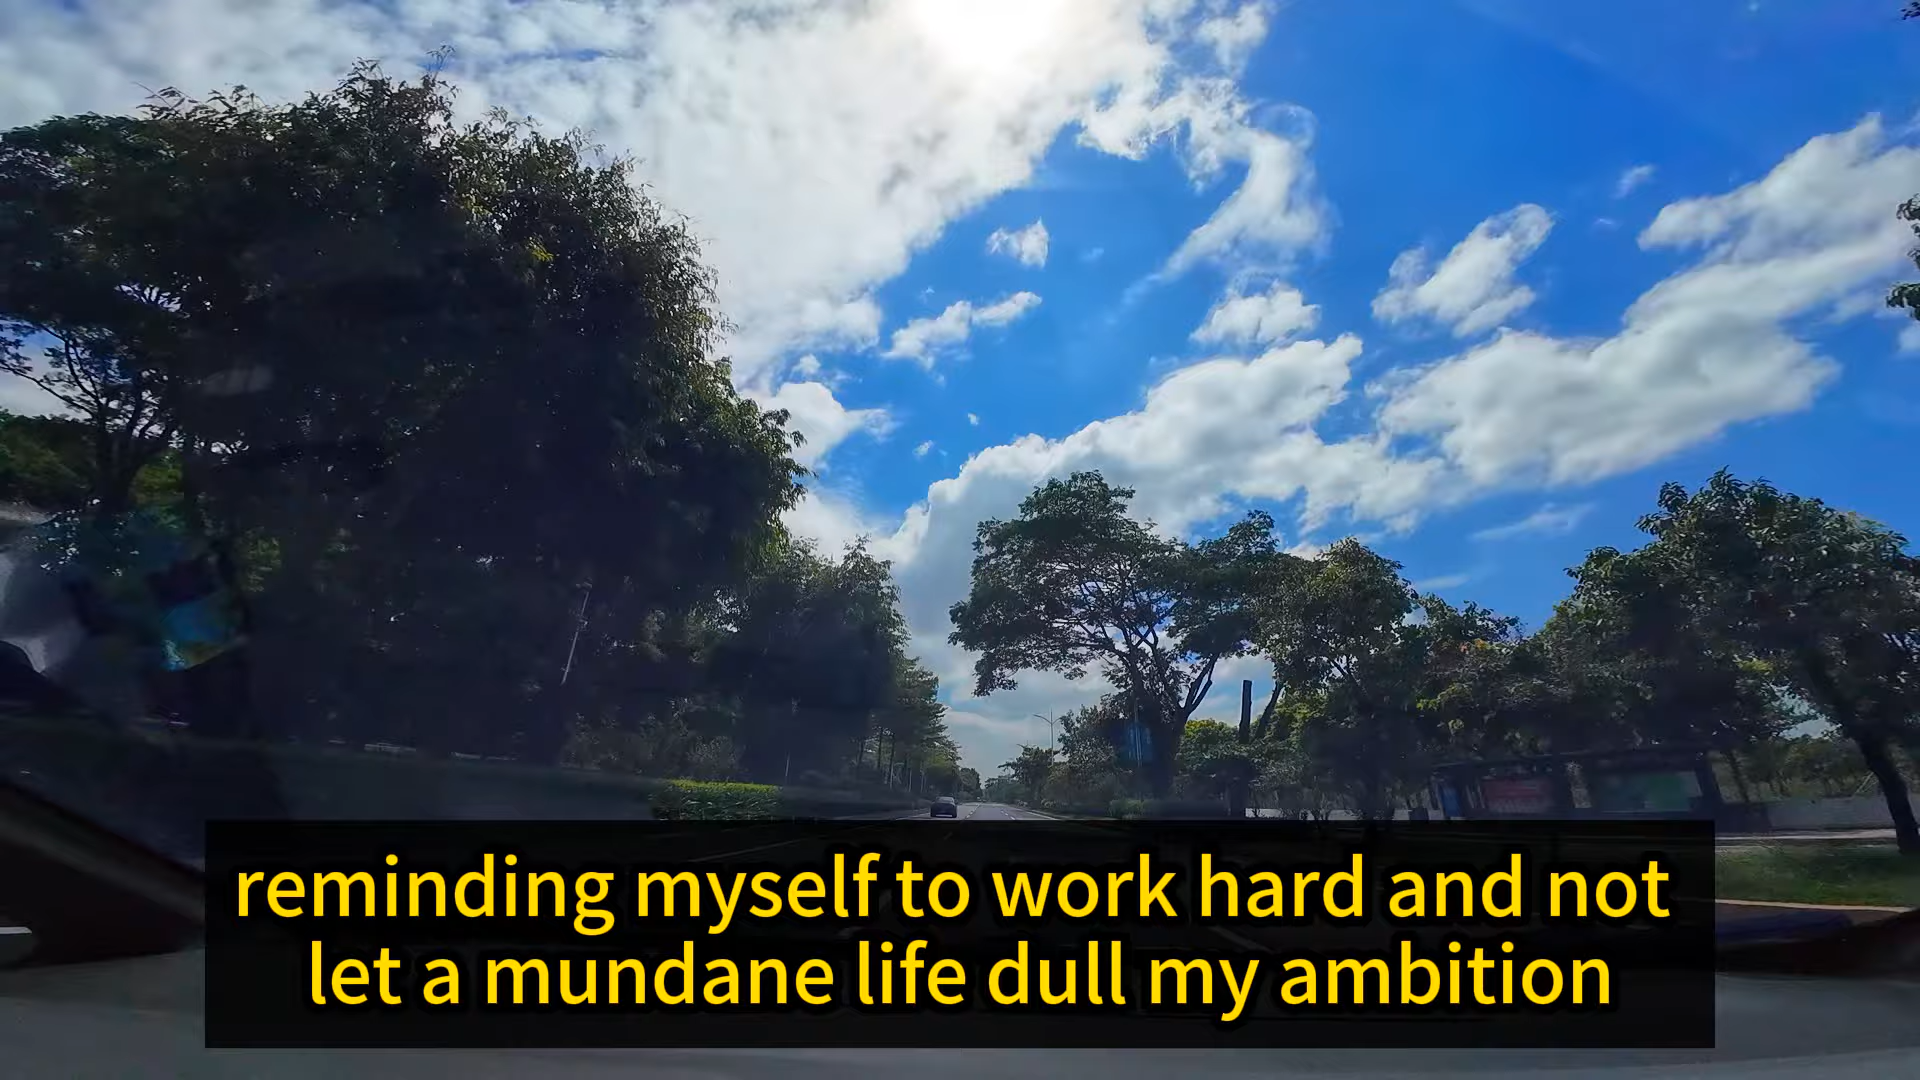 reminding myself to work hard and not
let a mundane life dull my ambition